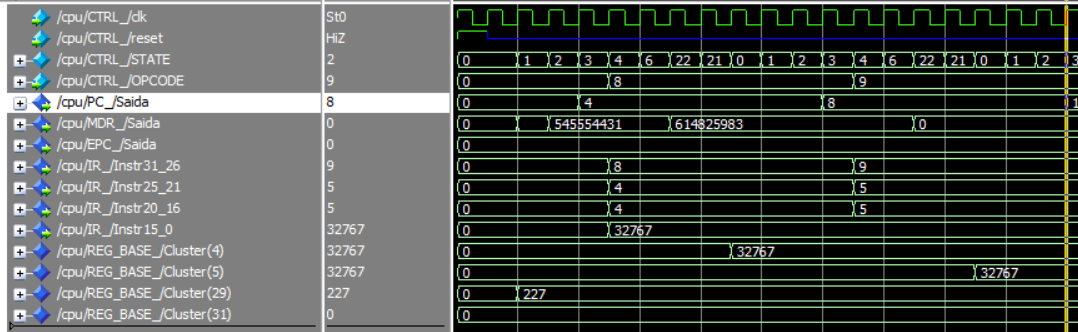 /cpu/CTRL_/clk St0
/cpu/CTRL_/reset HiZ
/cpu/CTRL_/STATE 2 0 1 2 3 4 6 22 21 0 1 2 3 4 6 22 21 0 1 2 3
/cpu/CTRL_/OPCODE 9 0 8 9
/cpu/PC_/Saida 8 0 4 8 1
/cpu/MDR_/Saida 0 0 545554431 614825983 0
/cpu/EPC_/Saida 0 0
/cpu/IR_/Instr31_26 9 0 8 9
/cpu/IR_/Instr25_21 5 0 4 5
/cpu/IR_/Instr20_16 5 0 4 5
/cpu/IR_/Instr15_0 32767 0 32767
/cpu/REG_BASE_/Cluster(4) 32767 0 32767
/cpu/REG_BASE_/Cluster(5) 32767 0 32767
/cpu/REG_BASE_/Cluster(29) 227 0 227
/cpu/REG_BASE_/Cluster(31) 0 0